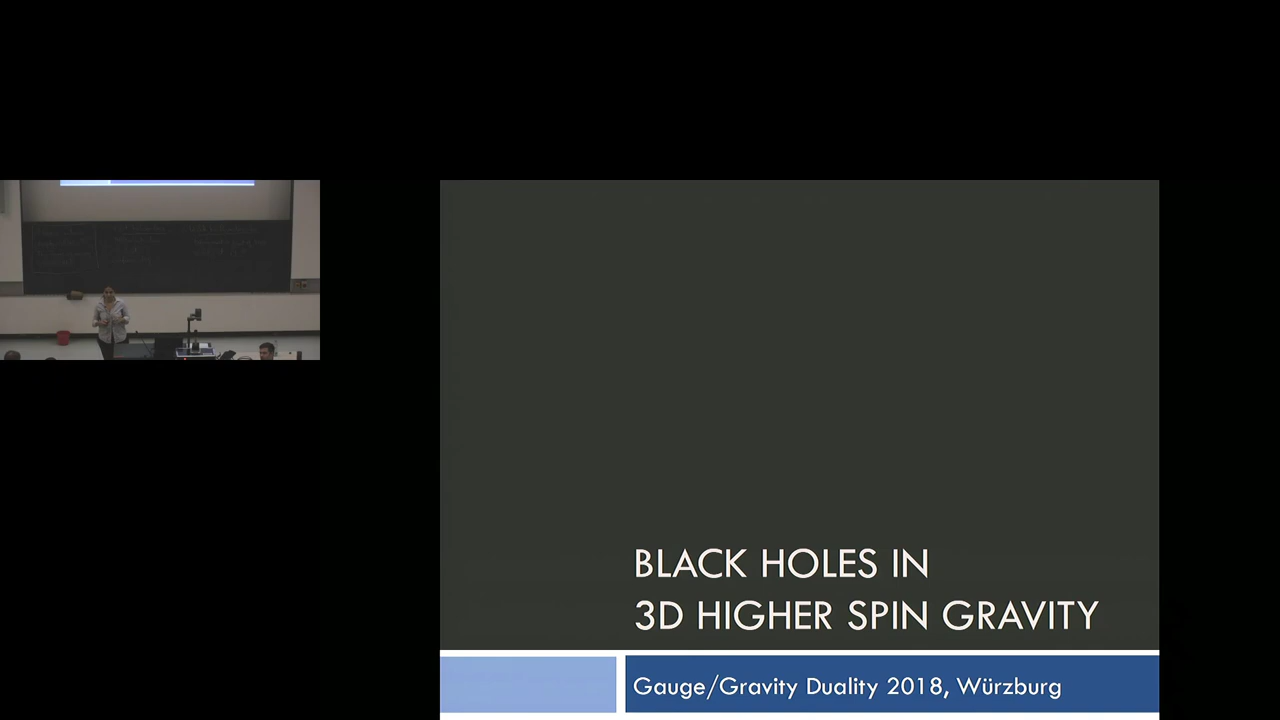 BLACK HOLES IN
3D HIGHER SPIN GRAVITY
Gauge/Gravity Duality 2018, Würzburg